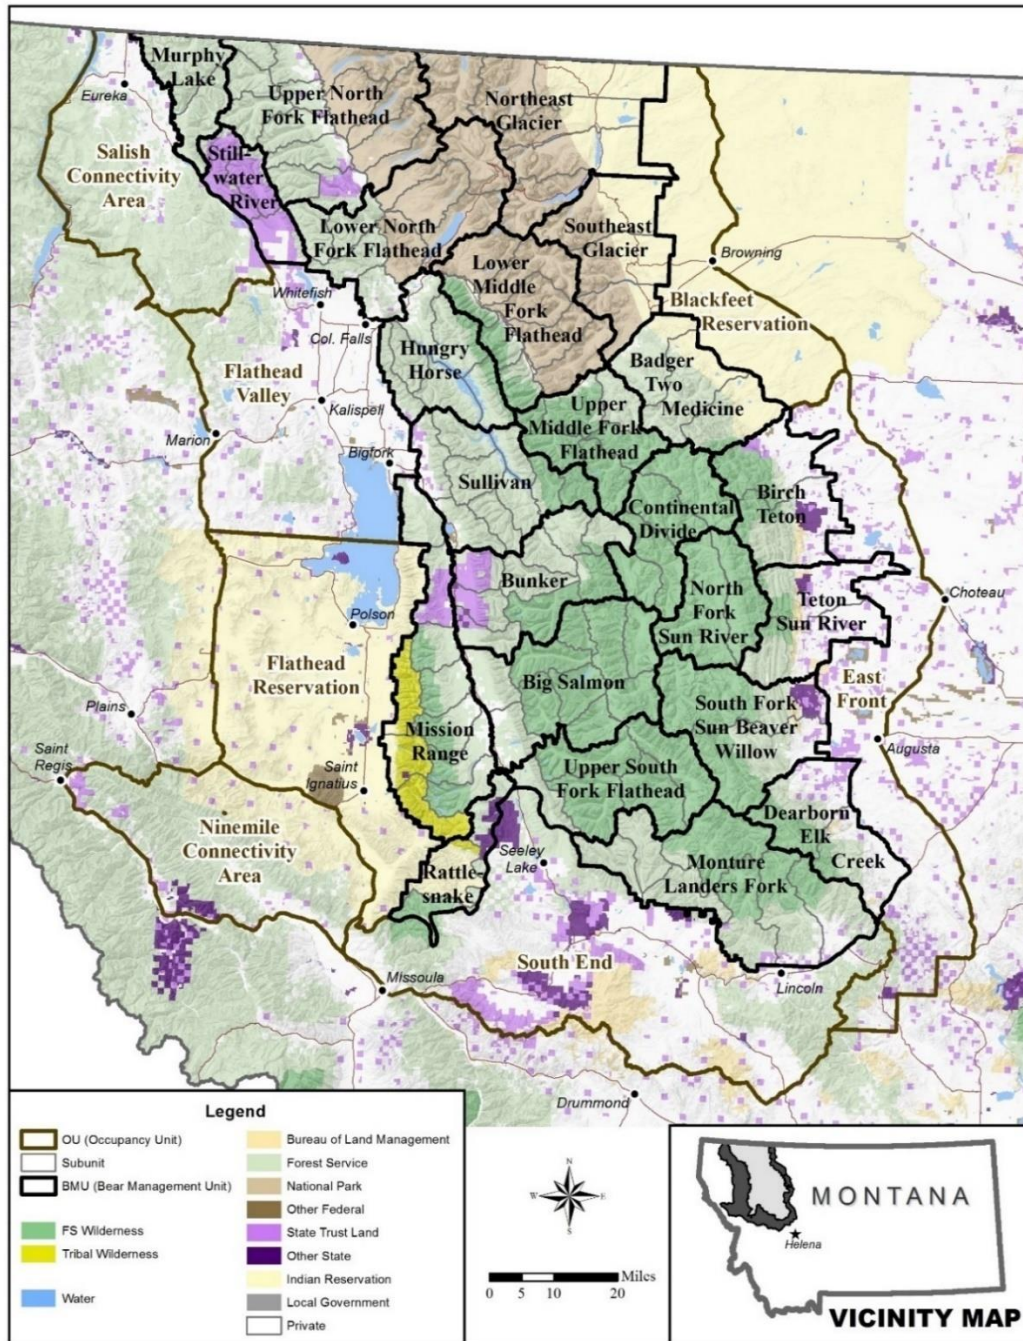 Murphy
Lake
Eureka
Upper North
Fork Flathead
Northeast
Glacier
Salish
Connectivity
Area
Still-
water
River
Lower North
Fork Flathead
Southeast
Glacier
Browning
Lower
Middle
Fork
Flathead
Whitefish
Blackfeet
Reservation
Col. Falls
Hungry
Horse
Badger
Two
Medicine
Flathead
Valley
Kalispell
Upper
Middle Fork
Flathead
Marion
Bigfork
Sullivan
Continental
Divide
Birch
Teton
Bunker
North
Fork
Sun River
Teton
Sun River
Choteau
Polson
Flathead
Reservation
Big Salmon
East
Front
South Fork
Sun Beaver
Willow
Plains
Mission
Range
Augusta
Saint
Regis
Saint
Ignatius
Upper South
Fork Flathead
Dearborn
Elk
Creek
Ninemile
Connectivity
Area
Seeley
Lake
Rattle-
snake
Monture
Landers Fork
South End
Missoula
Lincoln
Drummond
Legend
OU (Occupancy Unit)
Subunit
BMU (Bear Management Unit)
FS Wilderness
Tribal Wilderness
Water
Bureau of Land Management
Forest Service
National Park
Other Federal
State Trust Land
Other State
Indian Reservation
Local Government
Private
N
W
E
S
Miles
0 5 10 20
MONTANA
Helena
VICINITY MAP